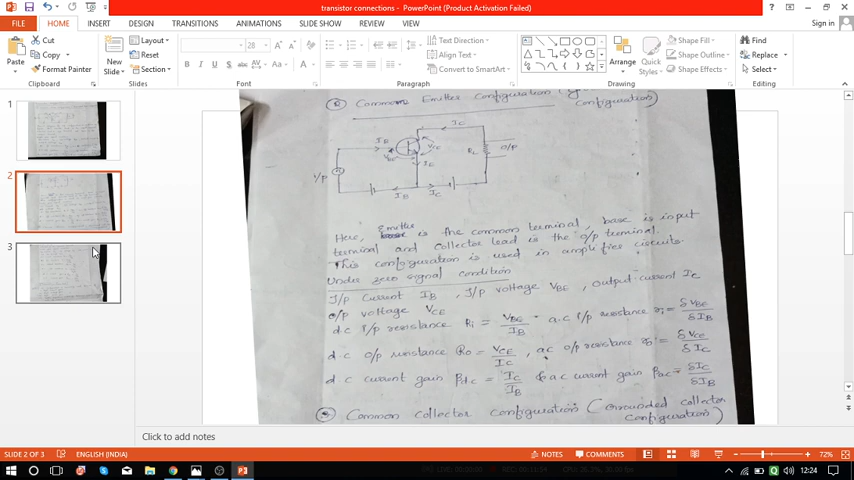 transistor connections - PowerPoint (Product Activation Failed)
Sign in
FILE HOME INSERT DESIGN TRANSITIONS ANIMATIONS SLIDE SHOW REVIEW VIEW
Cut
Copy
Format Painter
Paste
Clipboard
New
Slide
Layout
Reset
Section
Slides
28
B I U S
Font
Text Direction
Align Text
Convert to SmartArt
Paragraph
Arrange
Quick
Styles
Shape Fill
Shape Outline
Shape Effects
Drawing
Find
Replace
Select
Editing
1
2
3
Common Emitter Configuration
configuration)
IC
IB
VCE
VBE
IE
RL
O/P
I/P
IB
IC
Here, Emitter is the common terminal, base is input
terminal and collector lead is the o/p terminal.
This configuration is used in amplifier circuits.
Under zero signal condition
I/P Current IB, I/P voltage VBE, output current IC
o/p voltage VCE
d.c i/p resistance Ri = VBE/IB a.c i/p resistance ri = δVBE/δIB
d.c o/p resistance Ro = VCE/IC, ac o/p resistance ro = δVCE/δIC
d.c current gain βdc = IC/IB & ac current gain βac = δIC/δIB
Common Collector Configuration (Grounded collector
configuration)
Click to add notes
SLIDE 2 OF 3 ENGLISH (INDIA) NOTES COMMENTS 72%
12:24